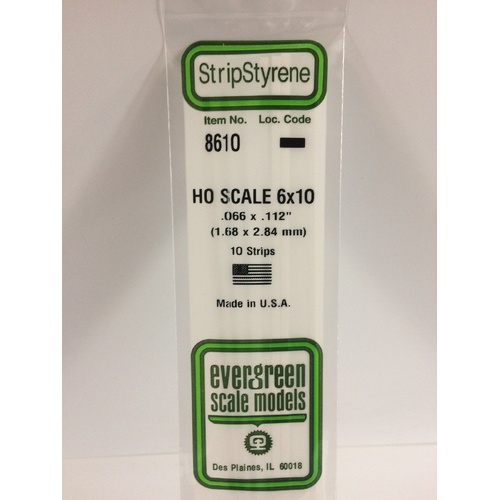 StripStyrene
Item No. Loc. Code
8610
HO SCALE 6x10
.066 x .112"
(1.68 x 2.84 mm)
10 Strips
Made in U.S.A.
evergreen
scale models
Des Plaines, IL 60018